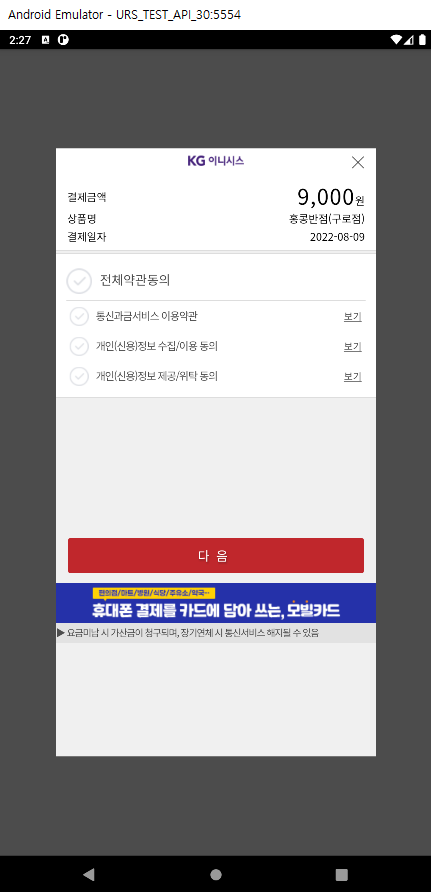 Android Emulator - URS_TEST_API_30:5554
2:27
KG 이니시스
결제금액 9,000원
상품명 홍콩반점(구로점)
결제일자 2022-08-09
전체약관동의
통신과금서비스 이용약관 보기
개인(신용)정보 수집/이용 동의 보기
개인(신용)정보 제공/위탁 동의 보기
다 음
편의점/마트/병원/식당/주유소/약국···
휴대폰 결제를 카드에 담아 쓰는, 모빌카드
▶ 요금미납 시 가산금이 청구되며, 장기연체 시 통신서비스 해지될 수 있음